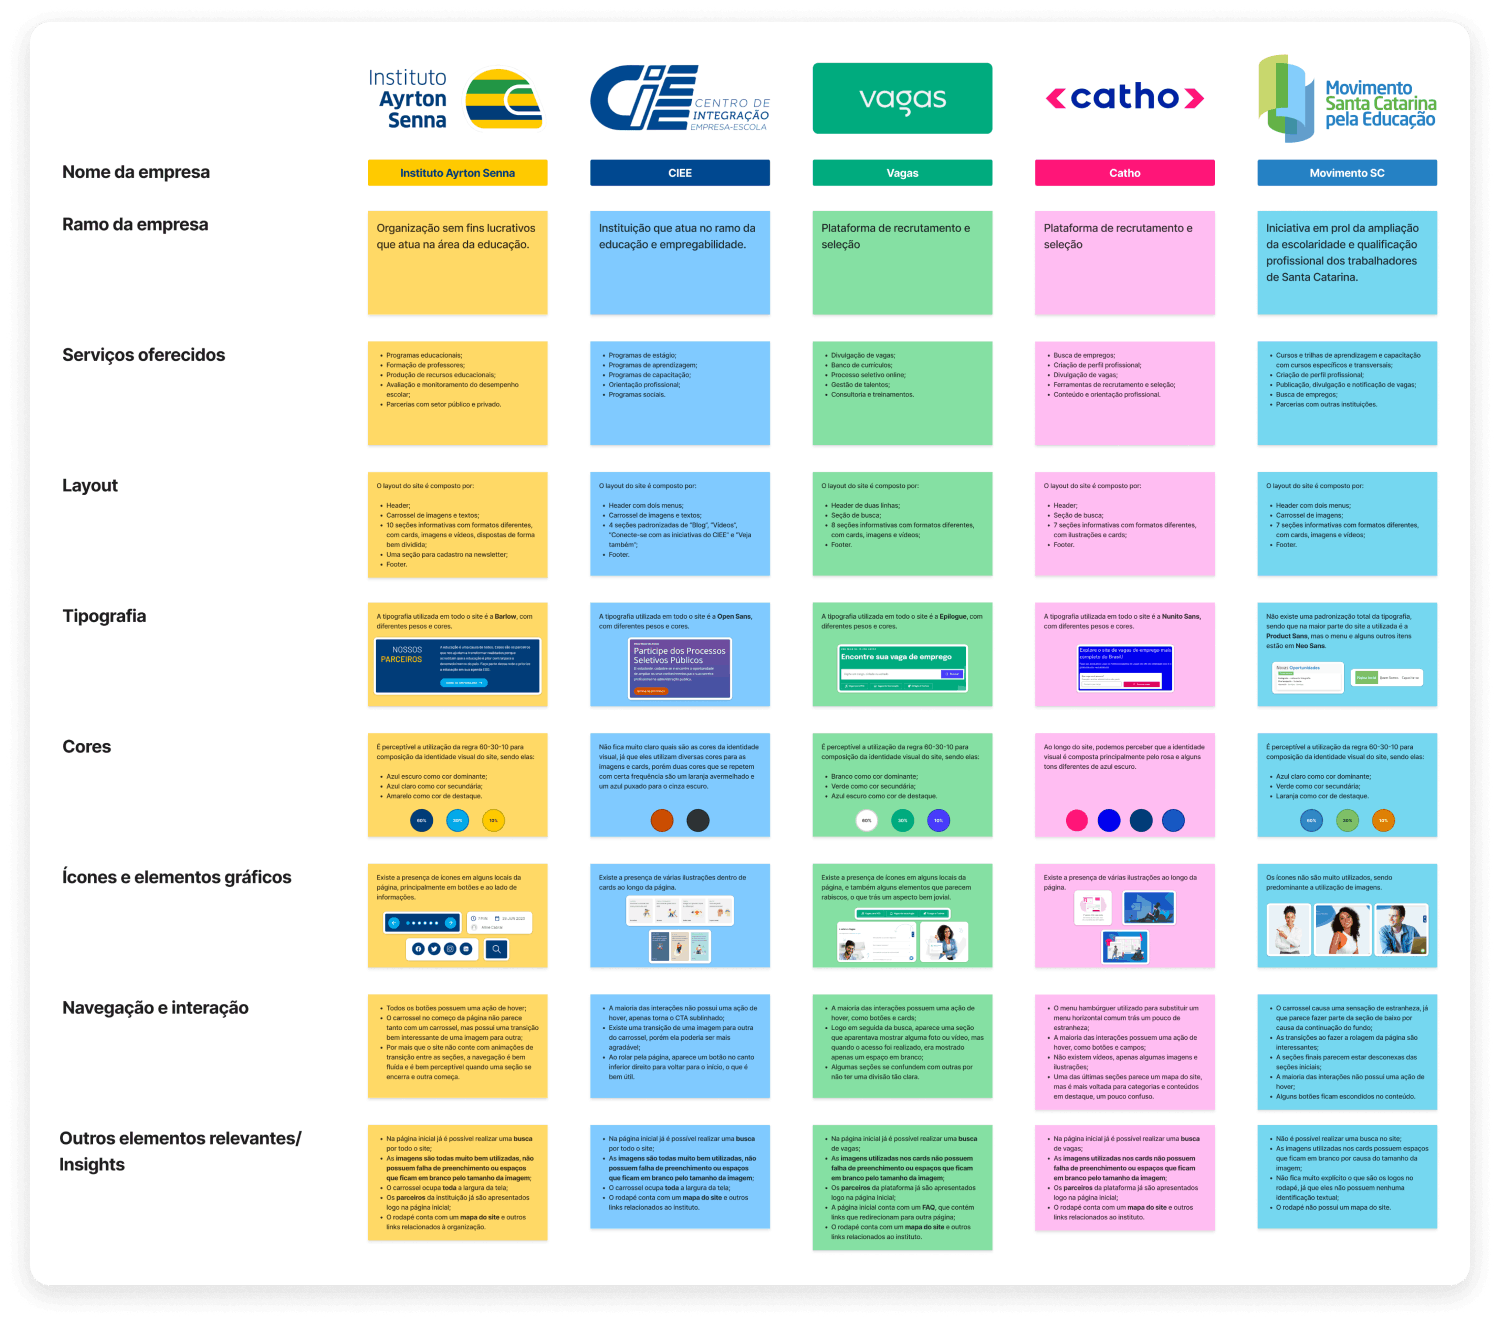 Instituto
Ayrton
Senna
CIEE
CENTRO DE
INTEGRAÇÃO
EMPRESA-ESCOLA
vagas
catho
Movimento
Santa Catarina
pela Educação
Nome da empresa
Instituto Ayrton Senna
CIEE
Vagas
Catho
Movimento SC
Ramo da empresa
Organização sem fins lucrativos
que atua na área da educação.
Instituição que atua no ramo da
educação e empregabilidade.
Plataforma de recrutamento e
seleção
Plataforma de recrutamento e
seleção
Iniciativa em prol da ampliação
da escolaridade e qualificação
profissional dos trabalhadores
de Santa Catarina.
Serviços oferecidos
• Programas educacionais;
• Formação de professores;
• Produção de recursos educacionais;
• Avaliação e monitoramento do desempenho
escolar;
• Parcerias com setor público e privado.
• Programas de estágio;
• Programas de aprendizagem;
• Programas de capacitação;
• Orientação profissional;
• Programas sociais.
• Divulgação de vagas;
• Banco de currículos;
• Processo seletivo online;
• Gestão de talentos;
• Consultoria e treinamentos.
• Busca de empregos;
• Criação de perfil profissional;
• Divulgação de vagas;
• Ferramentas de recrutamento e seleção;
• Conteúdo e orientação profissional.
• Cursos e trilhas de aprendizagem e capacitação
com cursos específicos e transversais;
• Criação de perfil profissional;
• Publicação, divulgação e notificação de vagas;
• Busca de empregos;
• Parcerias com outras instituições.
Layout
O layout do site é composto por:
• Header;
• Carrossel de imagens e textos;
• 10 seções informativas com formatos diferentes,
com cards, imagens e vídeos, dispostas de forma
bem dividida;
• Uma seção para cadastro na newsletter;
• Footer.
O layout do site é composto por:
• Header com dois menus;
• Carrossel de imagens e textos;
• 4 seções padronizadas de "Blog", "Vídeos",
"Conecte-se com as iniciativas do CIEE" e "Veja
também";
• Footer.
O layout do site é composto por:
• Header de duas linhas;
• Seção de busca;
• 8 seções informativas com formatos diferentes,
com cards, imagens e vídeos;
• Footer.
O layout do site é composto por:
• Header;
• Seção de busca;
• 7 seções informativas com formatos diferentes,
com ilustrações e cards;
• Footer.
O layout do site é composto por:
• Header com dois menus;
• Carrossel de imagens;
• 7 seções informativas com formatos diferentes,
com cards, imagens e vídeos;
• Footer.
Tipografia
A tipografia utilizada em todo o site é a Barlow, com
diferentes pesos e cores.
NOSSOS
PARCEIROS
A tipografia utilizada em todo o site é a Open Sans,
com diferentes pesos e cores.
Participe dos Processos
Seletivos Públicos
A tipografia utilizada em todo o site é a Epilogue, com
diferentes pesos e cores.
Encontre sua vaga de emprego
A tipografia utilizada em todo o site é a Nunito Sans,
com diferentes pesos e cores.
Explore o site de vagas de emprego mais
completo do Brasil!
Não existe uma padronização total da tipografia,
sendo que na maior parte do site a utilizada é a
Product Sans, mas o menu e alguns outros itens
estão em Neo Sans.
Novas Oportunidades
Cores
É perceptível a utilização da regra 60-30-10 para
composição da identidade visual do site, sendo elas:
• Azul escuro como cor dominante;
• Azul claro como cor secundária;
• Amarelo como cor de destaque.
60%
30%
10%
Não fica muito claro quais são as cores da identidade
visual, já que eles utilizam diversas cores para as
imagens e cards, porém duas cores que se repetem
com certa frequência são um laranja avermelhado e
um azul puxado para o cinza escuro.
É perceptível a utilização da regra 60-30-10 para
composição da identidade visual do site, sendo elas:
• Branco como cor dominante;
• Verde como cor secundária;
• Azul escuro como cor de destaque.
60%
30%
10%
Ao longo do site, podemos perceber que a identidade
visual é composta principalmente pelo rosa e alguns
tons diferentes de azul escuro.
É perceptível a utilização da regra 60-30-10 para
composição da identidade visual do site, sendo elas:
• Azul claro como cor dominante;
• Verde como cor secundária;
• Laranja como cor de destaque.
60%
30%
10%
Ícones e elementos gráficos
Existe a presença de ícones em alguns locais da
página, principalmente em botões e ao lado de
informações.
Existe a presença de várias ilustrações dentro de
cards ao longo da página.
Existe a presença de ícones em alguns locais da
página, e também alguns elementos que parecem
rabiscos, o que trás um aspecto bem jovial.
Existe a presença de várias ilustrações ao longo da
página.
Os ícones não são muito utilizados, sendo
predominante a utilização de imagens.
Navegação e interação
• Todos os botões possuem uma ação de hover;
• O carrossel no começo da página não parece
tanto com um carrossel, mas possui uma transição
bem interessante de uma imagem para outra;
• Por mais que o site não conte com animações de
transição entre as seções, a navegação é bem
fluída e é bem perceptível quando uma seção se
encerra e outra começa.
• A maioria das interações não possui uma ação de
hover, apenas torna o CTA sublinhado;
• Existe uma transição de uma imagem para outra
do carrossel, porém ela poderia ser mais
agradável;
• Ao rolar pela página, aparece um botão no canto
inferior direito para voltar para o início, o que é
bem útil.
• A maioria das interações possuem uma ação de
hover, como botões e cards;
• Logo em seguida da busca, aparece uma seção
que aparentava mostrar alguma foto ou vídeo, mas
quando o acesso foi realizado, era mostrado
apenas um espaço em branco;
• Algumas seções se confundem com outras por
não ter uma divisão tão clara.
• O menu hambúrguer utilizado para substituir um
menu horizontal comum trás um pouco de
estranheza;
• A maioria das interações possuem uma ação de
hover, como botões e campos;
• Não existem vídeos, apenas algumas imagens e
ilustrações;
• Uma das últimas seções parece um mapa do site,
mas é mais voltada para categorias e conteúdos
em destaque, um pouco confuso.
• O carrossel causa uma sensação de estranheza, já
que parece fazer parte da seção de baixo por
causa da continuação do fundo;
• As transições ao fazer a rolagem da página são
interessantes;
• A seções finais parecem estar desconexas das
seções iniciais;
• A maioria das interações não possui uma ação de
hover;
• Alguns botões ficam escondidos no conteúdo.
Outros elementos relevantes/
Insights
• Na página inicial já é possível realizar uma busca
por todo o site;
• As imagens são todas muito bem utilizadas, não
possuem falha de preenchimento ou espaços
que ficam em branco pelo tamanho da imagem;
• O carrossel ocupa toda a largura da tela;
• Os parceiros da instituição já são apresentados
logo na página inicial;
• O rodapé conta com um mapa do site e outros
links relacionados à organização.
• Na página inicial já é possível realizar uma busca
por todo o site;
• As imagens são todas muito bem utilizadas, não
possuem falha de preenchimento ou espaços
que ficam em branco pelo tamanho da imagem;
• O carrossel ocupa toda a largura da tela;
• O rodapé conta com um mapa do site e outros
links relacionados ao instituto.
• Na página inicial já é possível realizar uma busca
de vagas;
• As imagens utilizadas nos cards não possuem
falha de preenchimento ou espaços que ficam
em branco pelo tamanho da imagem;
• Os parceiros da plataforma já são apresentados
logo na página inicial;
• A página inicial conta com um FAQ, que contém
links que redirecionam para outra página;
• O rodapé conta com um mapa do site e outros
links relacionados ao instituto.
• Na página inicial já é possível realizar uma busca
de vagas;
• As imagens utilizadas nos cards não possuem
falha de preenchimento ou espaços que ficam
em branco pelo tamanho da imagem;
• Os parceiros da plataforma já são apresentados
logo na página inicial;
• O rodapé conta com um mapa do site e outros
links relacionados ao instituto.
• Não é possível realizar uma busca no site;
• As imagens utilizadas nos cards possuem espaços
que ficam em branco por causa do tamanho da
imagem;
• Não fica muito explícito o que são os logos no
rodapé, já que eles não possuem nenhuma
identificação textual;
• O rodapé não possui um mapa do site.